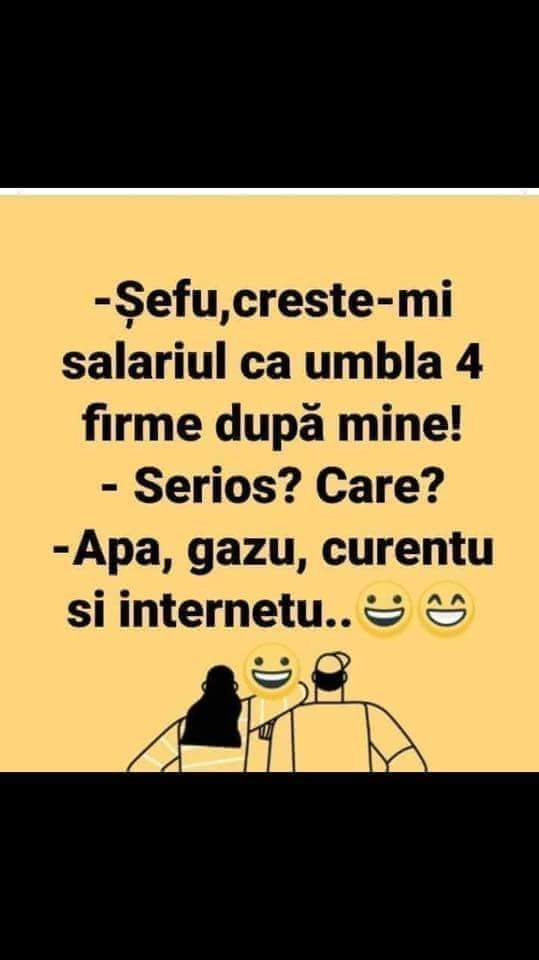 -Șefu,creste-mi
salariul ca umbla 4
firme după mine!
- Serios? Care?
-Apa, gazu, curentu
si internetu..😀😄